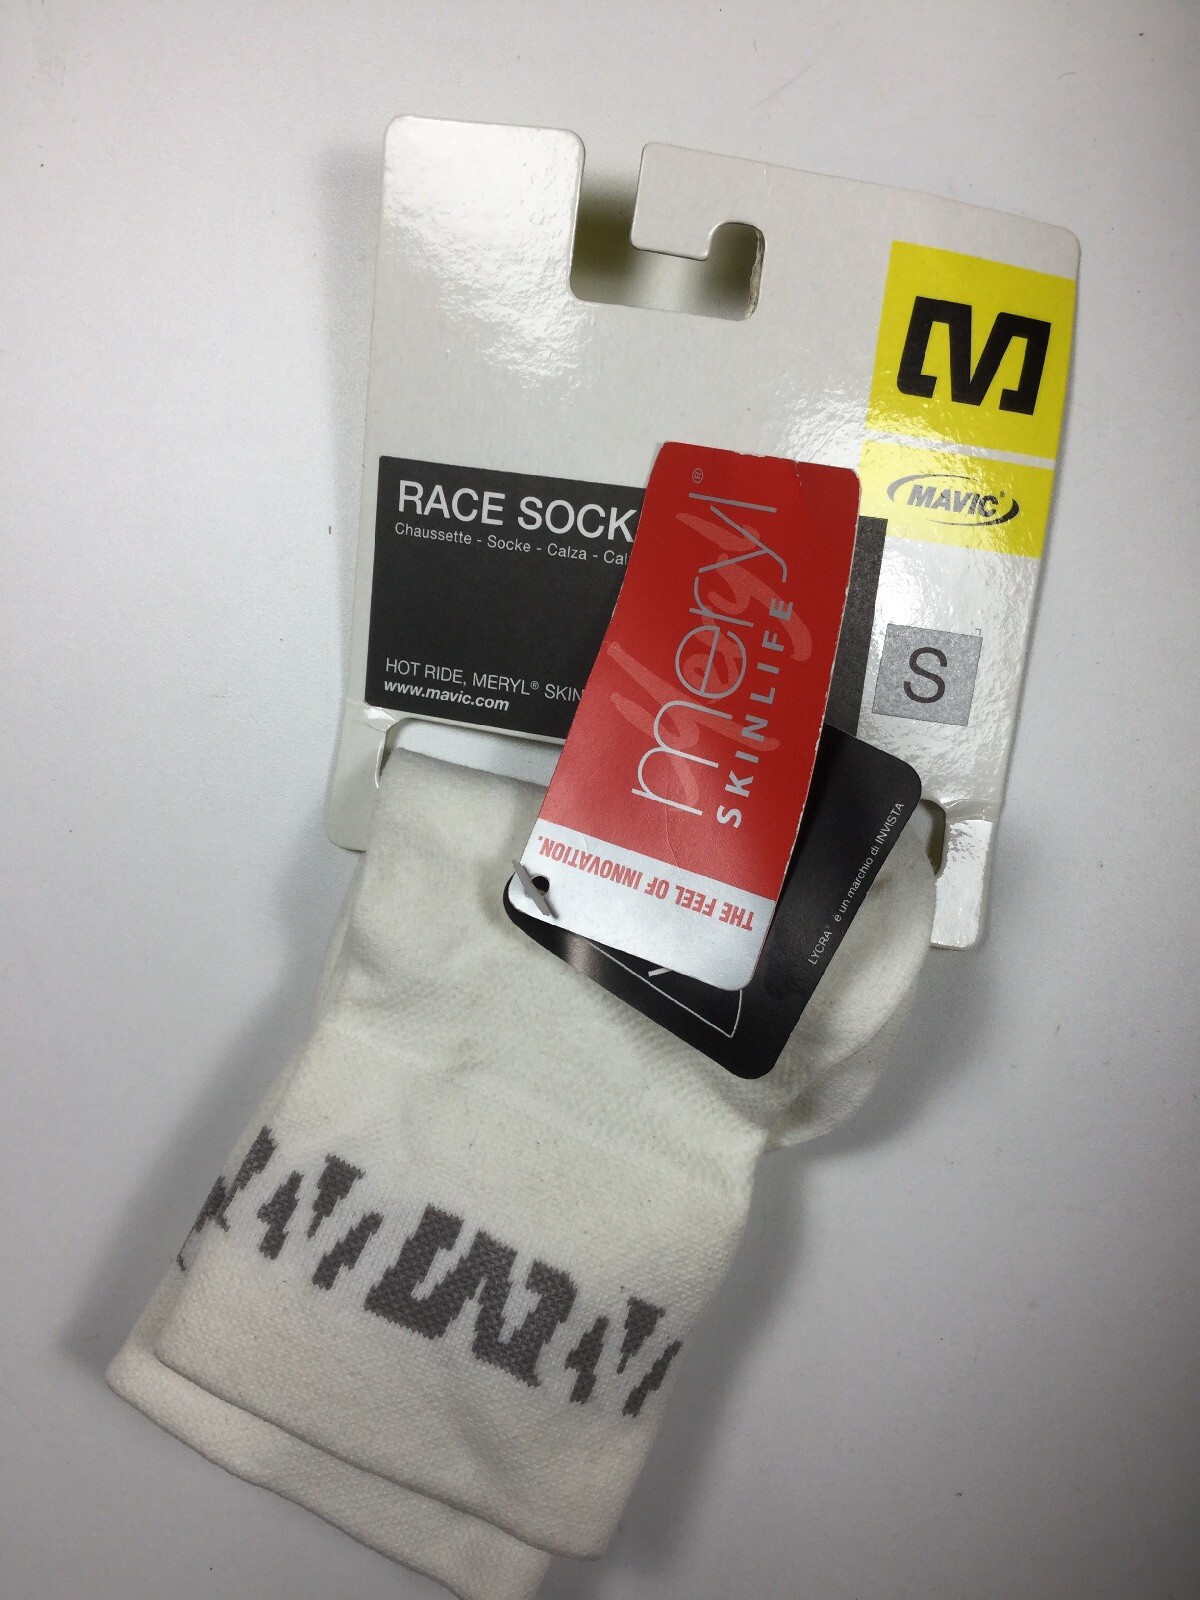 M
MAVIC®
RACE SOCK
Chaussette - Socke - Calza -
S
HOT RIDE, MERYL® SKIN
www.mavic.com
meryl®
SKINLIFE
THE FEEL OF INNOVATION.
LYCRA® è un marchio di INVISTA